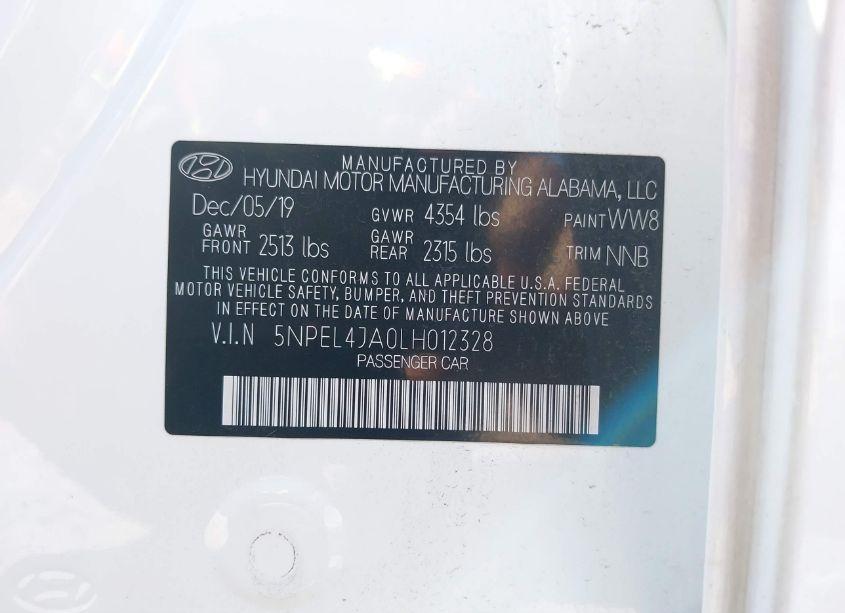 MANUFACTURED BY
HYUNDAI MOTOR MANUFACTURING ALABAMA, LLC
Dec/05/19 GVWR 4354 lbs PAINT WW8
GAWR FRONT 2513 lbs GAWR REAR 2315 lbs TRIM NNB
THIS VEHICLE CONFORMS TO ALL APPLICABLE U.S.A. FEDERAL
MOTOR VEHICLE SAFETY, BUMPER, AND THEFT PREVENTION STANDARDS
IN EFFECT ON THE DATE OF MANUFACTURE SHOWN ABOVE
V.I.N 5NPEL4JA0LH012328
PASSENGER CAR